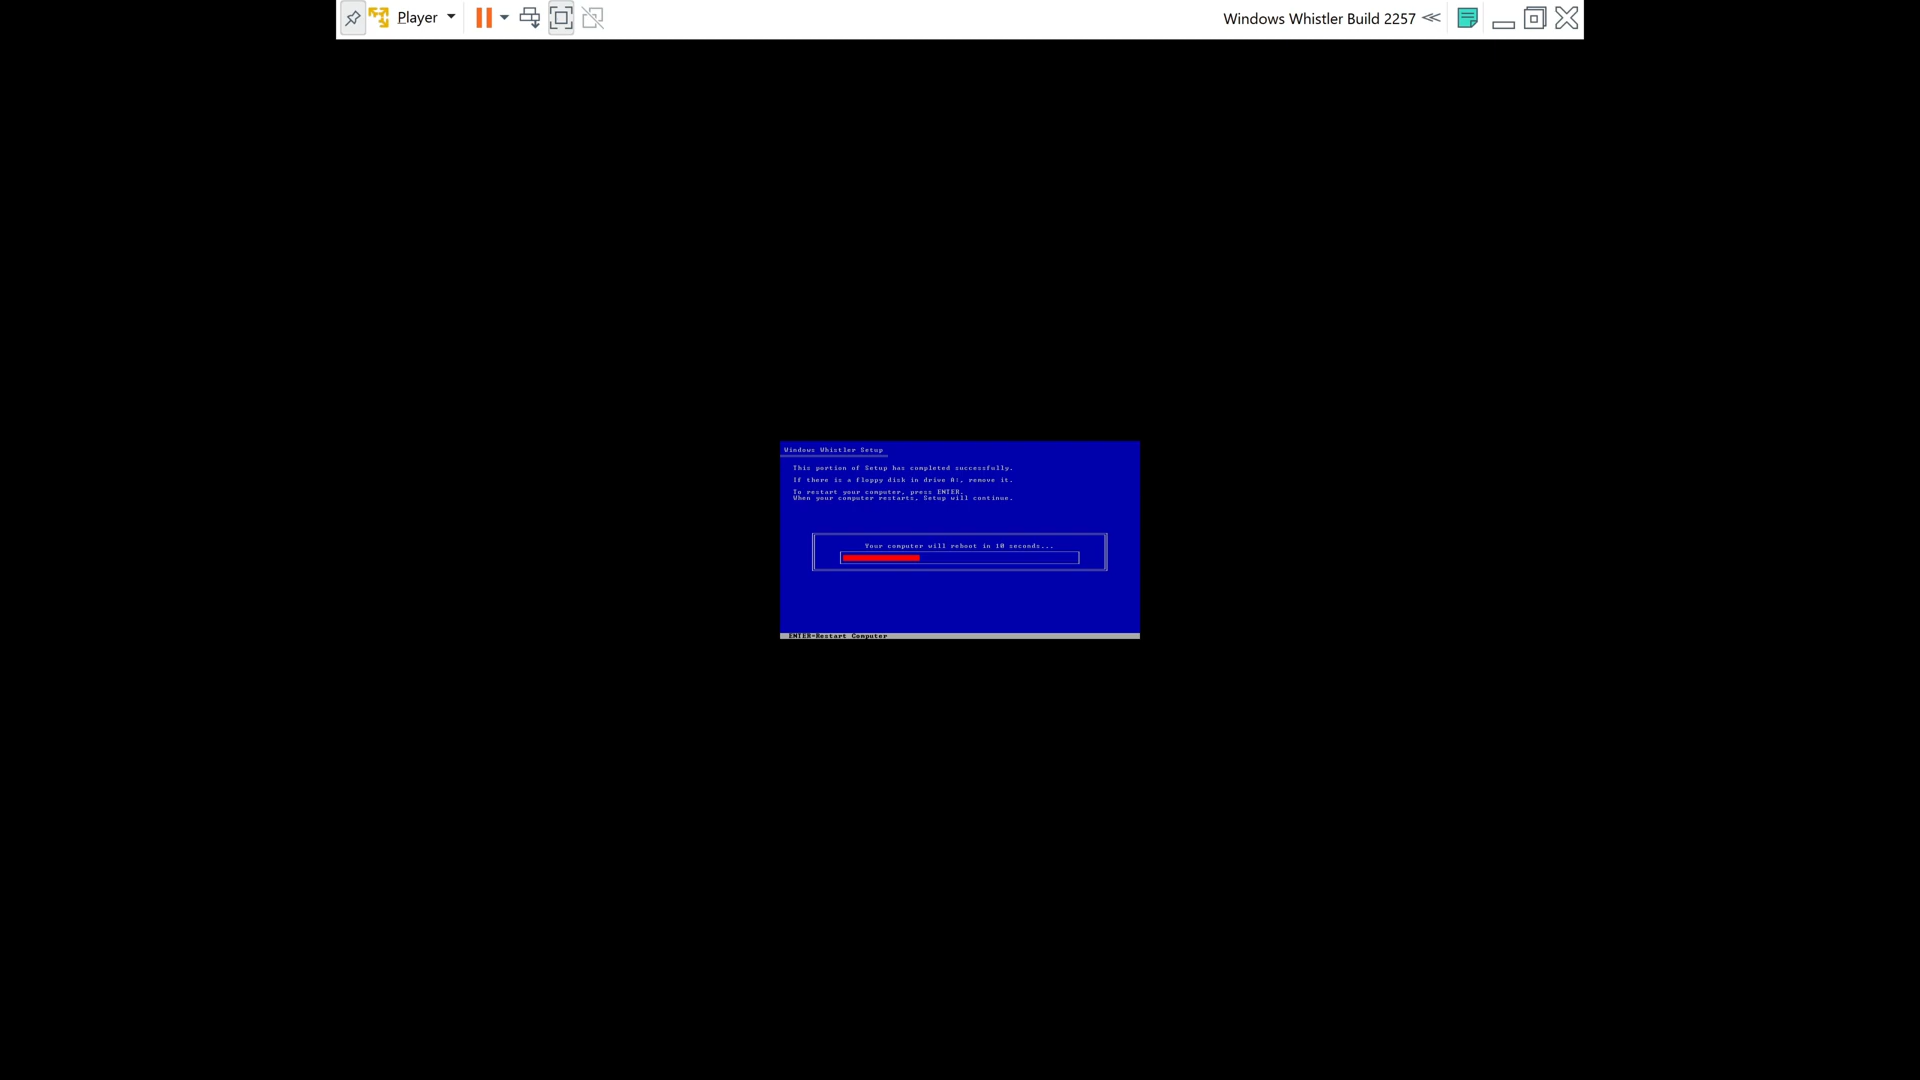 Player
Windows Whistler Build 2257
Windows Whistler Setup
This portion of Setup has completed successfully.
If there is a floppy disk in drive A:, remove it.
To restart your computer, press ENTER.
When your computer restarts, Setup will continue.
Your computer will reboot in 10 seconds...
ENTER=Restart Computer